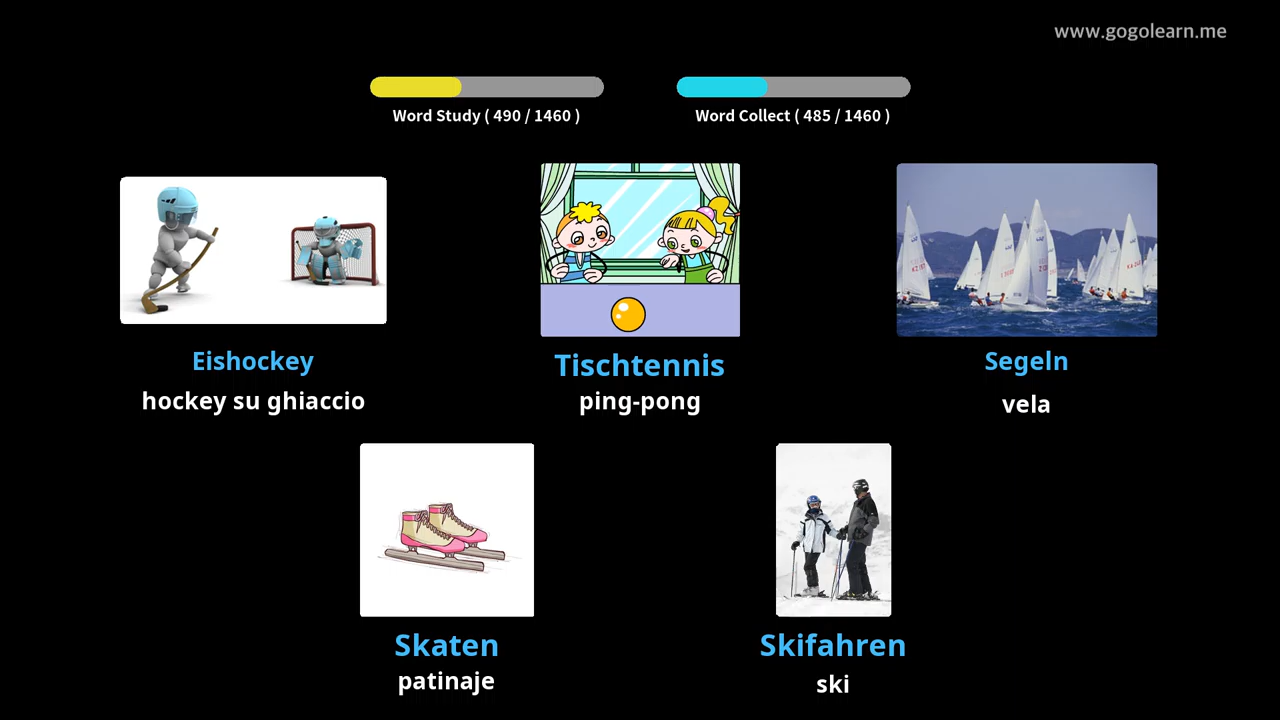 www.gogolearn.me
Word Study ( 490 / 1460 )
Word Collect ( 485 / 1460 )
Eishockey
hockey su ghiaccio
Tischtennis
ping-pong
Segeln
vela
Skaten
patinaje
Skifahren
ski